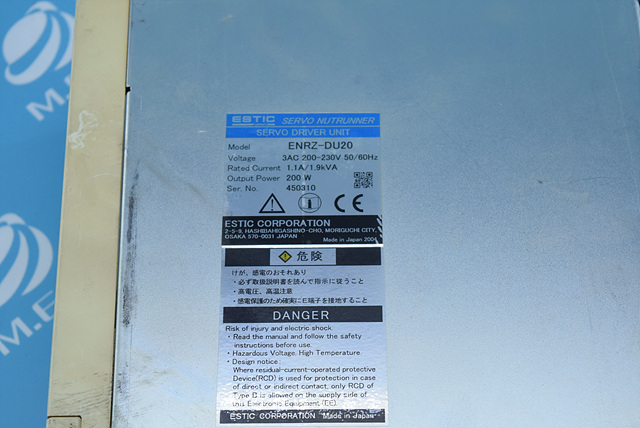 M.E
M.E
ESTIC SERVO NUTRUNNER
SERVO DRIVER UNIT
Model ENRZ-DU20
Voltage 3AC 200-230V 50/60Hz
Rated Current 1.1A/1.9kVA
Output Power 200 W
Ser. No. 450310
CE
ESTIC CORPORATION
2-5-9, HASHIBAHIGASHINO-CHO, MORIGUCHI CITY,
OSAKA 570-0031 JAPAN Made in Japan 2004
危険
けが、感電のおそれあり
・必ず取扱説明書を読んで指示に従うこと
・高電圧、高温注意
・感電保護のため確実にE端子を接地すること
DANGER
Risk of injury and electric shock.
・Read the manual and follow the safety
instructions before use.
・Hazardous Voltage. High Temperature.
・Design notice:
Where residual-current-operated protective
Device(RCD) is used for protection in case
of direct or indirect contact, only RCD of
Type B is allowed on the supply side of
this Electronic Equipment (EE).
ESTIC CORPORATION Made in Japan